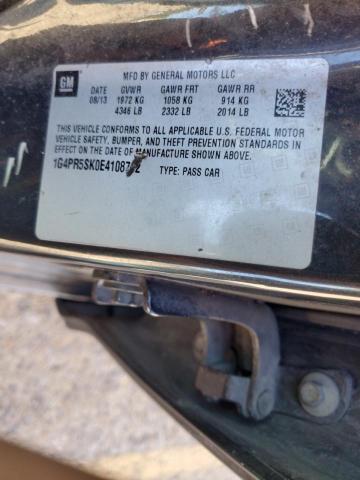 GM
MFD BY GENERAL MOTORS LLC
DATE GVWR GAWR FRT GAWR RR
08/13 1972 KG 1058 KG 914 KG
4346 LB 2332 LB 2014 LB
THIS VEHICLE CONFORMS TO ALL APPLICABLE U.S. FEDERAL MOTOR
VEHICLE SAFETY, BUMPER, AND THEFT PREVENTION STANDARDS IN
EFFECT ON THE DATE OF MANUFACTURE SHOWN ABOVE.
TYPE: PASS CAR